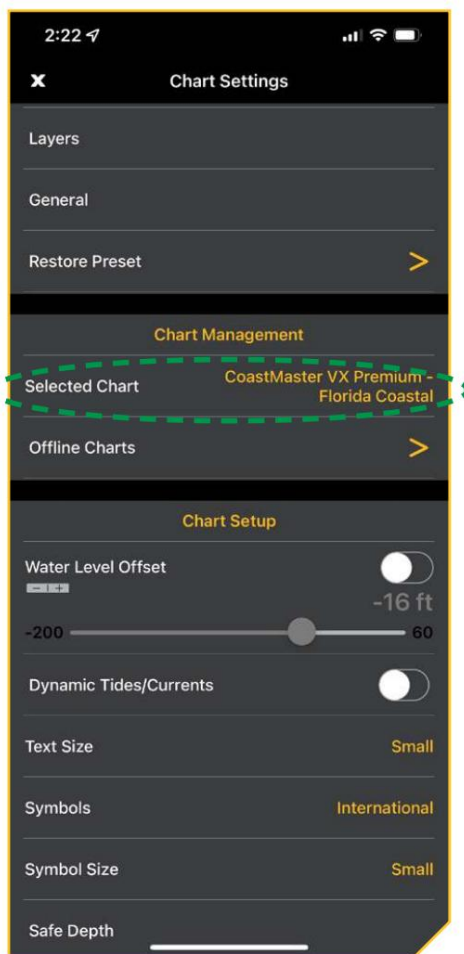 2:22
X Chart Settings
Layers
General
Restore Preset >
Chart Management
Selected Chart CoastMaster VX Premium -
Florida Coastal
Offline Charts >
Chart Setup
Water Level Offset
- | +
-16 ft
-200 60
Dynamic Tides/Currents
Text Size Small
Symbols International
Symbol Size Small
Safe Depth